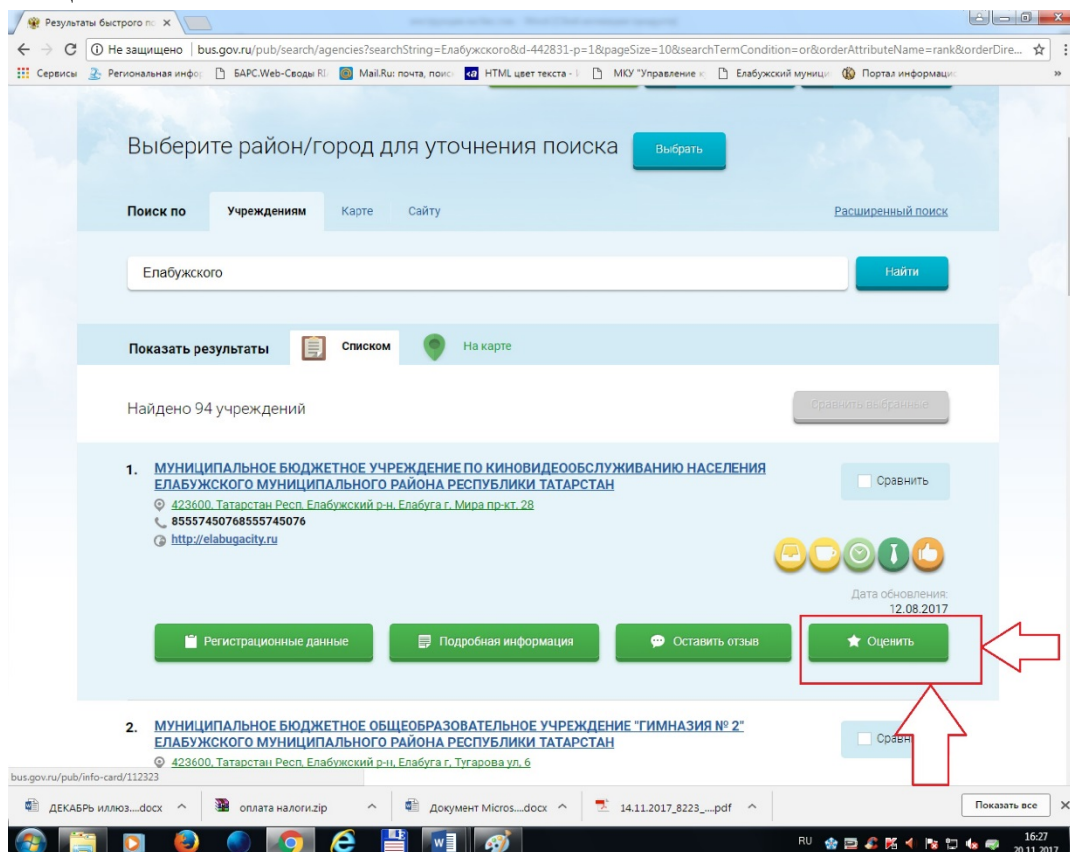 Результаты быстрого по
Не защищено | bus.gov.ru/pub/search/agencies?searchString=Елабужского&d-442831-p=1&pageSize=10&searchTermCondition=or&orderAttributeName=rank&orderDire...
Сервисы Региональная инфо БАРС.Web-Своды RI Mail.Ru: почта, поис HTML цвет текста - МКУ "Управление к Елабужский муници Портал информац »
Выберите район/город для уточнения поиска Выбрать
Поиск по Учреждениям Карте Сайту Расширенный поиск
Елабужского Найти
Показать результаты Списком На карте
Найдено 94 учреждений Сравнить выбранные
1. МУНИЦИПАЛЬНОЕ БЮДЖЕТНОЕ УЧРЕЖДЕНИЕ ПО КИНОВИДЕООБСЛУЖИВАНИЮ НАСЕЛЕНИЯ
ЕЛАБУЖСКОГО МУНИЦИПАЛЬНОГО РАЙОНА РЕСПУБЛИКИ ТАТАРСТАН
Сравнить
423600, Татарстан Респ, Елабужский р-н, Елабуга г, Мира пр-кт, 28
85557450768555745076
http://elabugacity.ru
Дата обновления:
12.08.2017
Регистрационные данные Подробная информация Оставить отзыв Оценить
2. МУНИЦИПАЛЬНОЕ БЮДЖЕТНОЕ ОБЩЕОБРАЗОВАТЕЛЬНОЕ УЧРЕЖДЕНИЕ "ГИМНАЗИЯ № 2"
ЕЛАБУЖСКОГО МУНИЦИПАЛЬНОГО РАЙОНА РЕСПУБЛИКИ ТАТАРСТАН
Сравн
423600, Татарстан Респ, Елабужский р-н, Елабуга г, Тугарова ул, 6
bus.gov.ru/pub/info-card/112323
ДЕКАБРЬ иллюз....docx оплата налоги.zip Документ Micros....docx 14.11.2017_8223_....pdf Показать все
RU 16:27
20.11.2017